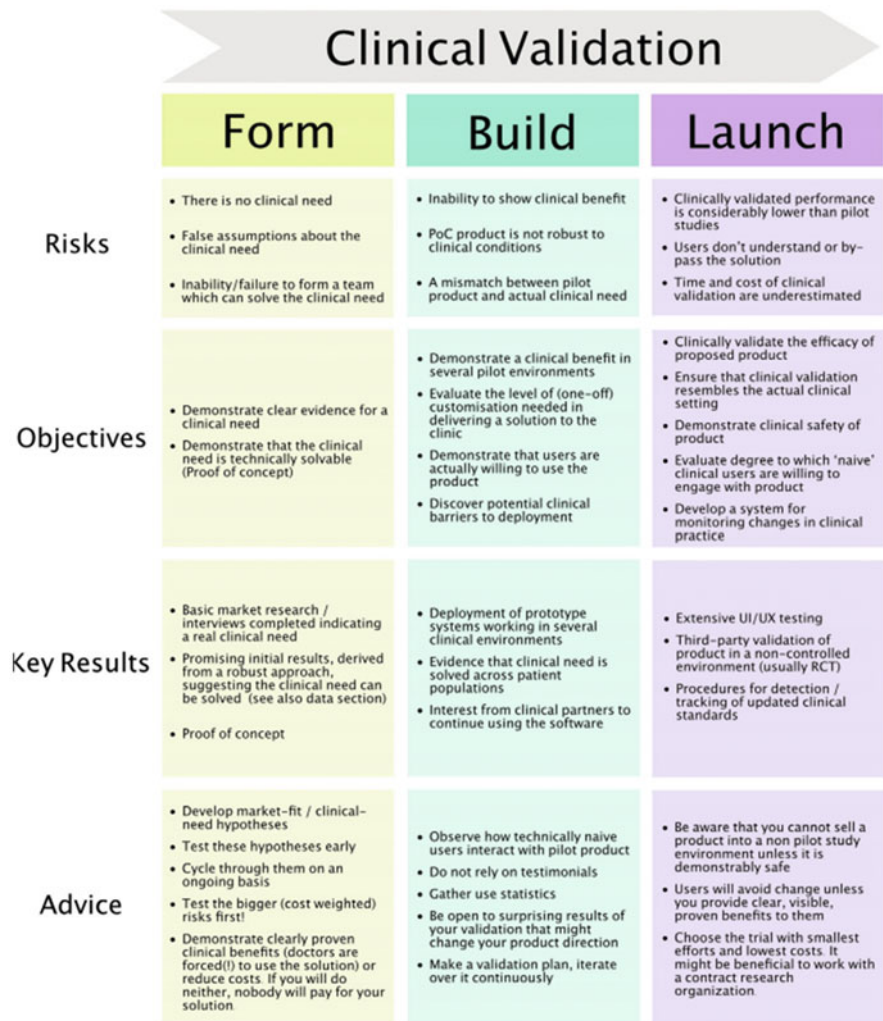 Clinical Validation
Form
Build
Launch
Risks
• There is no clinical need
• False assumptions about the
clinical need
• Inability/failure to form a team
which can solve the clinical need
• Inability to show clinical benefit
• PoC product is not robust to
clinical conditions
• A mismatch between pilot
product and actual clinical need
• Clinically validated performance
is considerably lower than pilot
studies
• Users don't understand or by-
pass the solution
• Time and cost of clinical
validation are underestimated
Objectives
• Demonstrate clear evidence for a
clinical need
• Demonstrate that the clinical
need is technically solvable
(Proof of concept)
• Demonstrate a clinical benefit in
several pilot environments
• Evaluate the level of (one-off)
customisation needed in
delivering a solution to the
clinic
• Demonstrate that users are
actually willing to use the
product
• Discover potential clinical
barriers to deployment
• Clinically validate the efficacy of
proposed product
• Ensure that clinical validation
resembles the actual clinical
setting
• Demonstrate clinical safety of
product
• Evaluate degree to which 'naive'
clinical users are willing to
engage with product
• Develop a system for
monitoring changes in clinical
practice
Key Results
• Basic market research /
interviews completed indicating
a real clinical need
• Promising initial results, derived
from a robust approach,
suggesting the clinical need can
be solved (see also data section)
• Proof of concept
• Deployment of prototype
systems working in several
clinical environments
• Evidence that clinical need is
solved across patient
populations
• Interest from clinical partners to
continue using the software
• Extensive UI/UX testing
• Third-party validation of
product in a non-controlled
environment (usually RCT)
• Procedures for detection /
tracking of updated clinical
standards
Advice
• Develop market-fit / clinical-
need hypotheses
• Test these hypotheses early
• Cycle through them on an
ongoing basis
• Test the bigger (cost weighted)
risks first!
• Demonstrate clearly proven
clinical benefits (doctors are
forced(!) to use the solution) or
reduce costs. If you will do
neither, nobody will pay for your
solution.
• Observe how technically naive
users interact with pilot product
• Do not rely on testimonials
• Gather use statistics
• Be open to surprising results of
your validation that might
change your product direction
• Make a validation plan, iterate
over it continuously
• Be aware that you cannot sell a
product into a non pilot study
environment unless it is
demonstrably safe
• Users will avoid change unless
you provide clear, visible,
proven benefits to them
• Choose the trial with smallest
efforts and lowest costs. It
might be beneficial to work with
a contract research
organization.